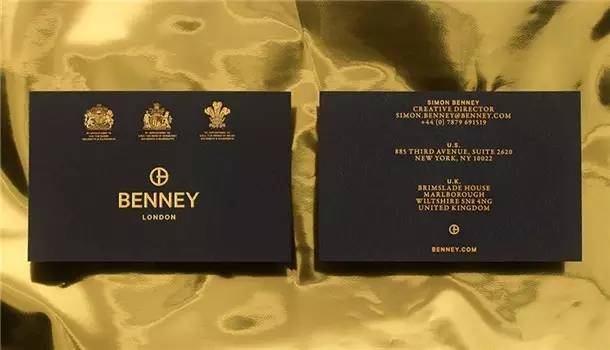 BENNEY
LONDON
SIMON BENNEY
CREATIVE DIRECTOR
SIMON.BENNEY@BENNEY.COM
+44 (0) 7879 691519
U.S.
885 THIRD AVENUE, SUITE 2620
NEW YORK, NY 10022
U.K.
BRIMSLADE HOUSE
MARLBOROUGH
WILTSHIRE SN8 4NG
UNITED KINGDOM
BENNEY.COM